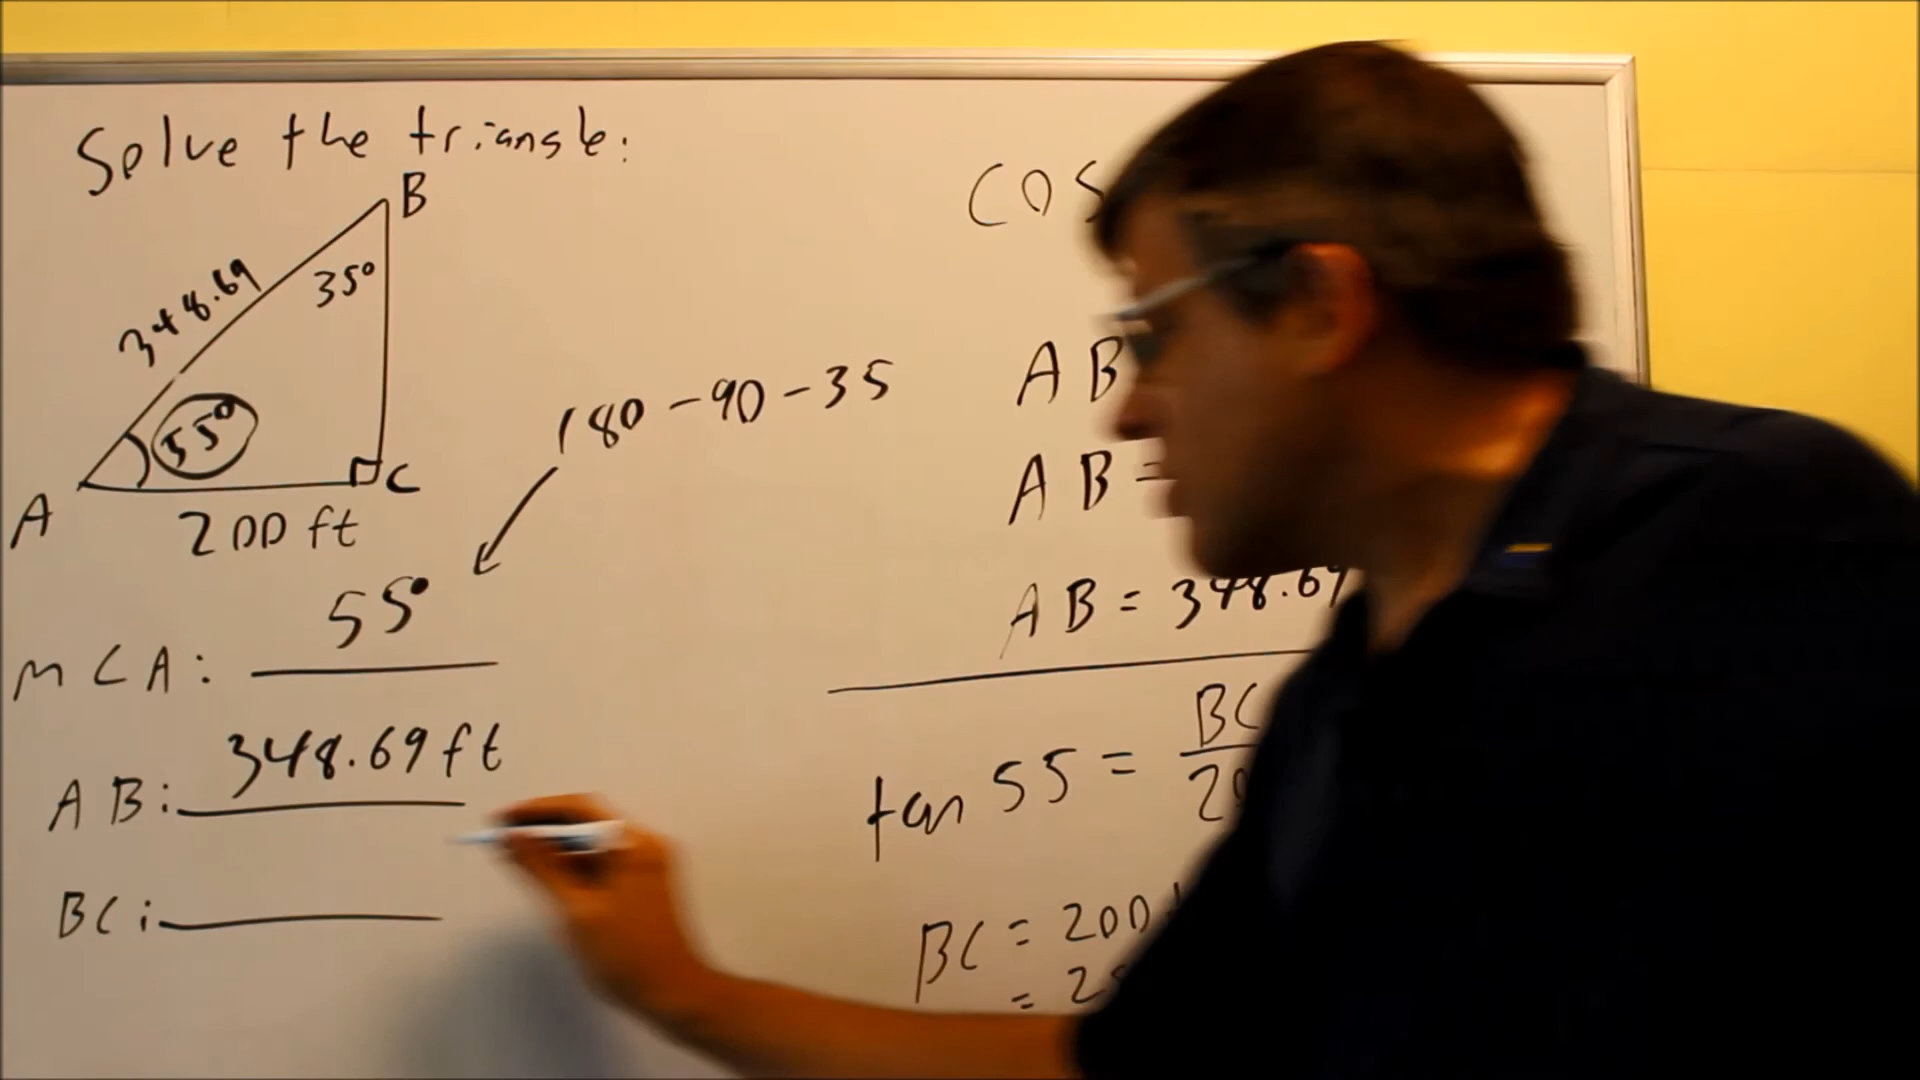 Solve the triangle:
B
35°
348.69
55°
C
A
200 ft
180 - 90 - 35
55°
m<A:
348.69 ft
AB:
BC:
COS
AB
AB =
AB = 348.69
tan 55 = BC
BC = 200
=